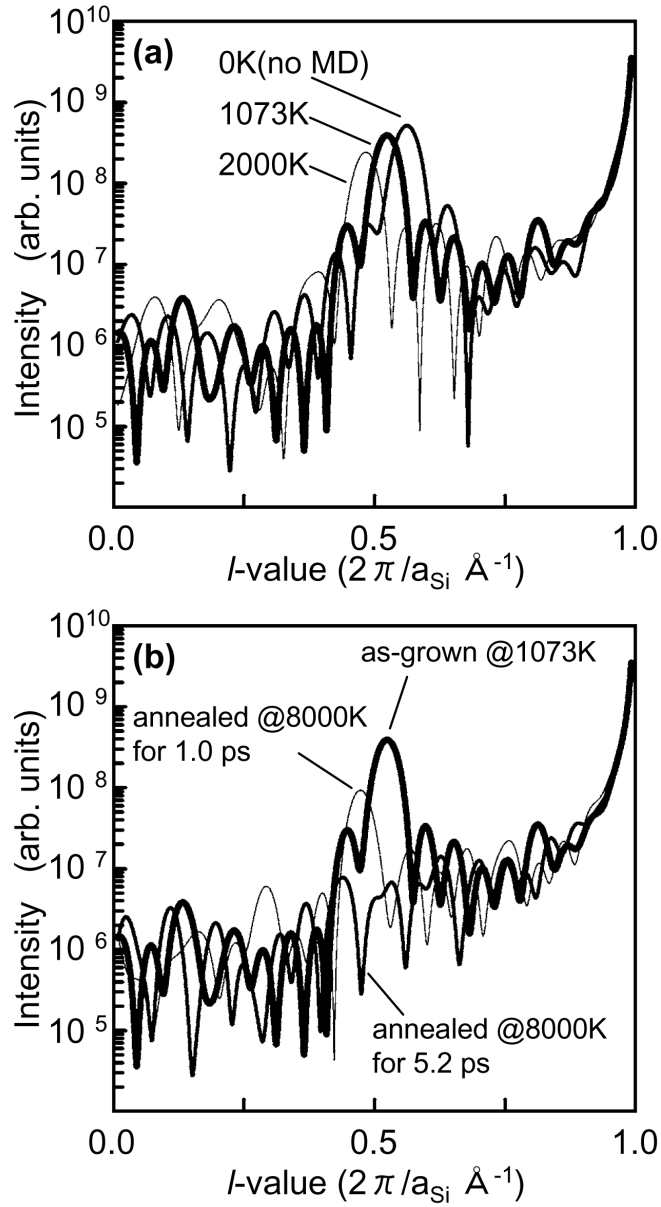 10^10
(a)
0K(no MD)
10^9
1073K
10^8
2000K
10^7
10^6
10^5
Intensity (arb. units)
0.0 0.5 1.0
l-value (2π/a_Si Å^-1)
10^10
(b)
as-grown @1073K
10^9
annealed @8000K
for 1.0 ps
10^8
10^7
10^6
10^5
annealed @8000K
for 5.2 ps
Intensity (arb. units)
0.0 0.5 1.0
l-value (2π/a_Si Å^-1)